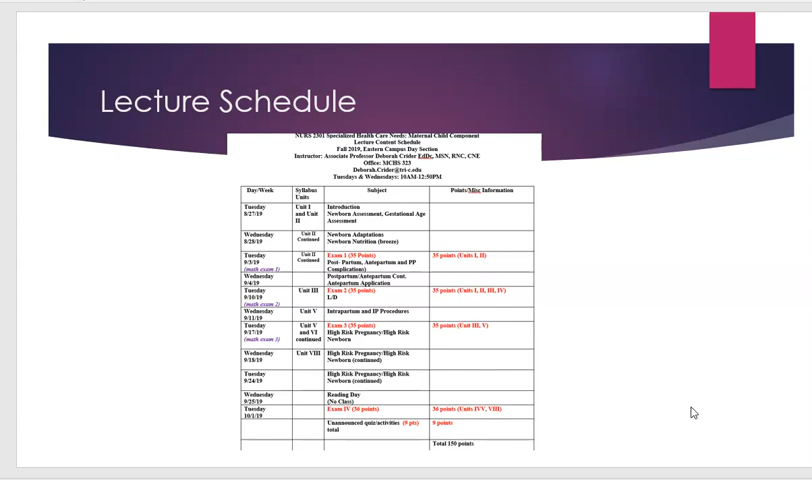 Lecture Schedule
NURS 2301 Specialized Health Care Needs: Maternal Child Component
Lecture Content Schedule
Fall 2019, Eastern Campus Day Section
Instructor: Associate Professor Deborah Crider EdDc, MSN, RNC, CNE
Office: MCHS 323
Deborah.Crider@tri-c.edu
Tuesdays & Wednesdays: 10AM-12:50PM
Day/Week
Syllabus
Units
Subject
Points/Misc Information
Tuesday
8/27/19
Unit I
and Unit
II
Introduction
Newborn Assessment, Gestational Age
Assessment
Wednesday
8/28/19
Unit II
Continued
Newborn Adaptations
Newborn Nutrition (breeze)
Tuesday
9/3/19
(math exam 1)
Unit II
Continued
Exam 1 (35 Points)
Post- Partum, Antepartum and PP
Complications)
35 points (Units I, II)
Wednesday
9/4/19
Postpartum/Antepartum Cont.
Antepartum Application
Tuesday
9/10/19
(math exam 2)
Unit III
Exam 2 (35 points)
L/D
35 points (Units I, II, III, IV)
Wednesday
9/11/19
Unit V
Intrapartum and IP Procedures
Tuesday
9/17/19
(math exam 3)
Unit V
and VI
continued
Exam 3 (35 points)
High Risk Pregnancy/High Risk
Newborn
35 points (Unit III, V)
Wednesday
9/18/19
Unit VIII
High Risk Pregnancy/High Risk
Newborn (continued)
Tuesday
9/24/19
High Risk Pregnancy/High Risk
Newborn (continued)
Wednesday
9/25/19
Reading Day
(No Class)
Tuesday
10/1/19
Exam IV (36 points)
36 points (Units IVV, VIII)
Unannounced quiz/activities (9 pts)
total
9 points
Total 150 points